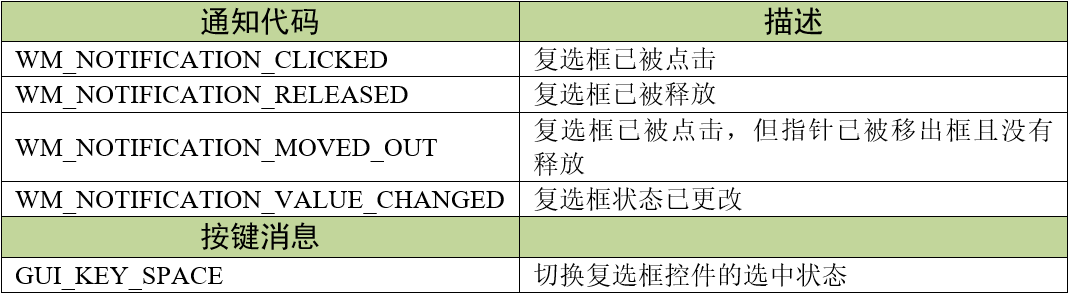 通知代码 描述
WM_NOTIFICATION_CLICKED 复选框已被点击
WM_NOTIFICATION_RELEASED 复选框已被释放
WM_NOTIFICATION_MOVED_OUT 复选框已被点击，但指针已被移出框且没有
释放
WM_NOTIFICATION_VALUE_CHANGED 复选框状态已更改
按键消息
GUI_KEY_SPACE 切换复选框控件的选中状态